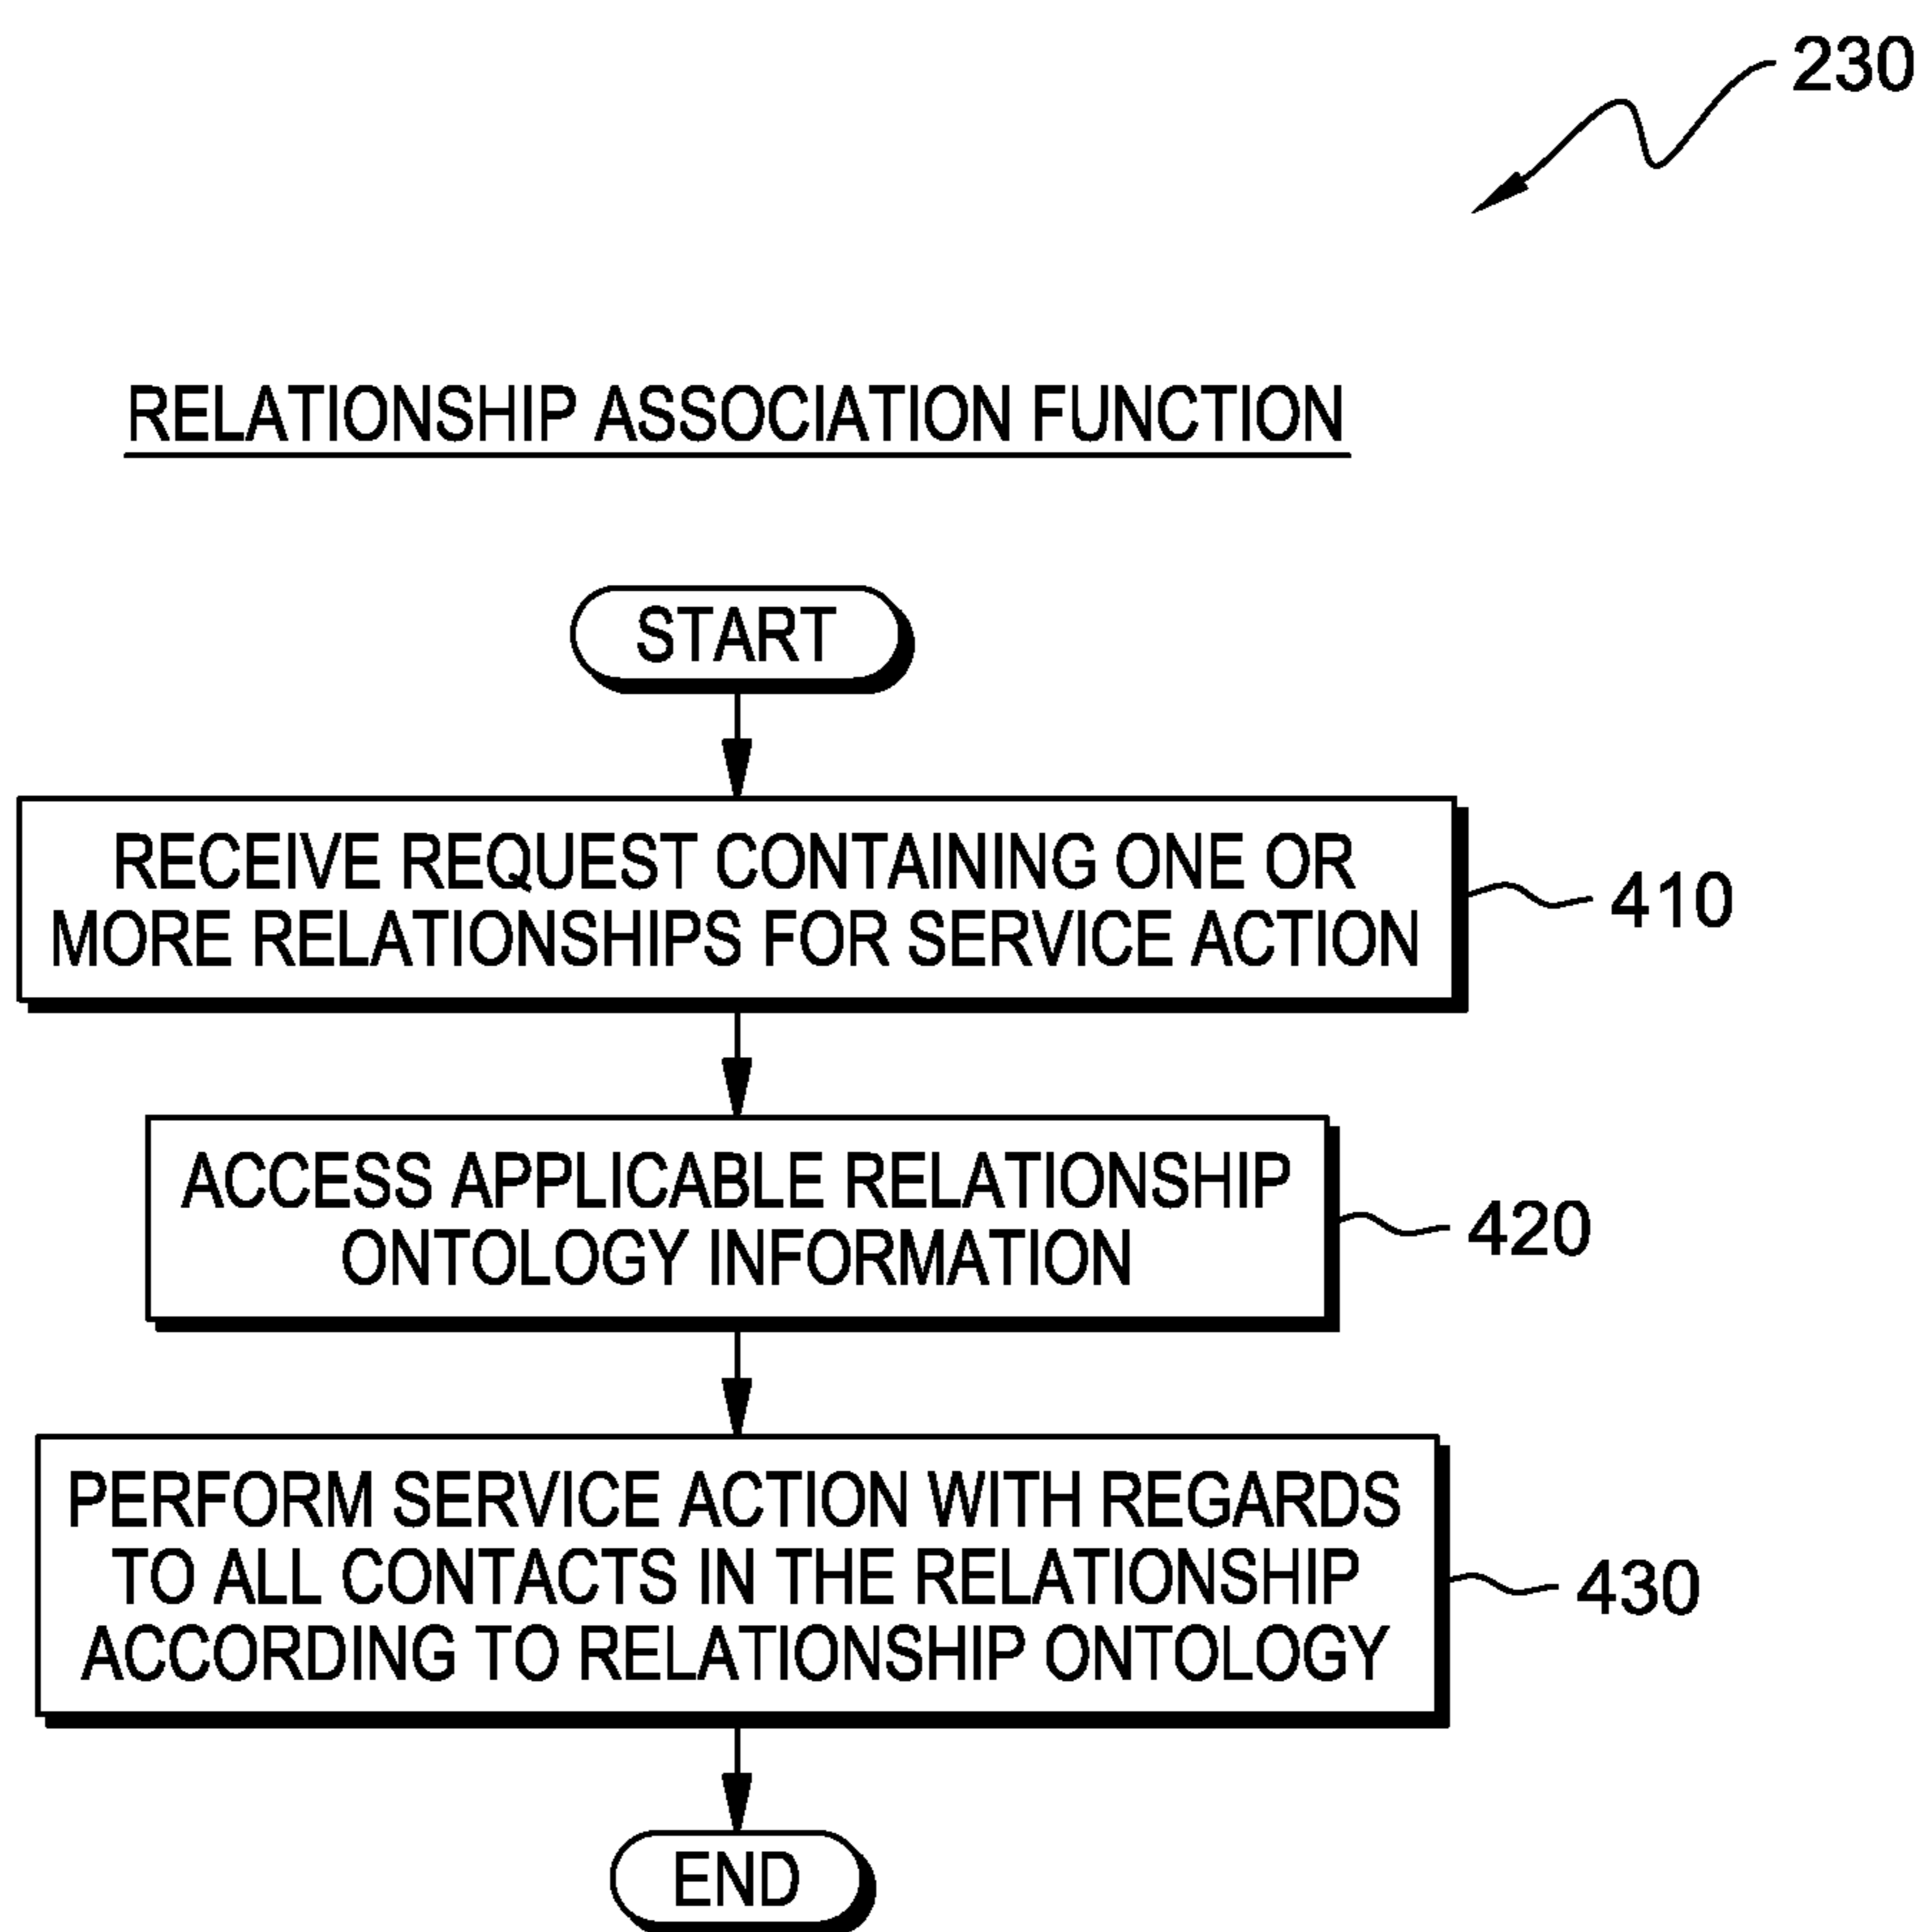 230
RELATIONSHIP ASSOCIATION FUNCTION
START
RECEIVE REQUEST CONTAINING ONE OR
MORE RELATIONSHIPS FOR SERVICE ACTION
410
ACCESS APPLICABLE RELATIONSHIP
ONTOLOGY INFORMATION
420
PERFORM SERVICE ACTION WITH REGARDS
TO ALL CONTACTS IN THE RELATIONSHIP
ACCORDING TO RELATIONSHIP ONTOLOGY
430
END